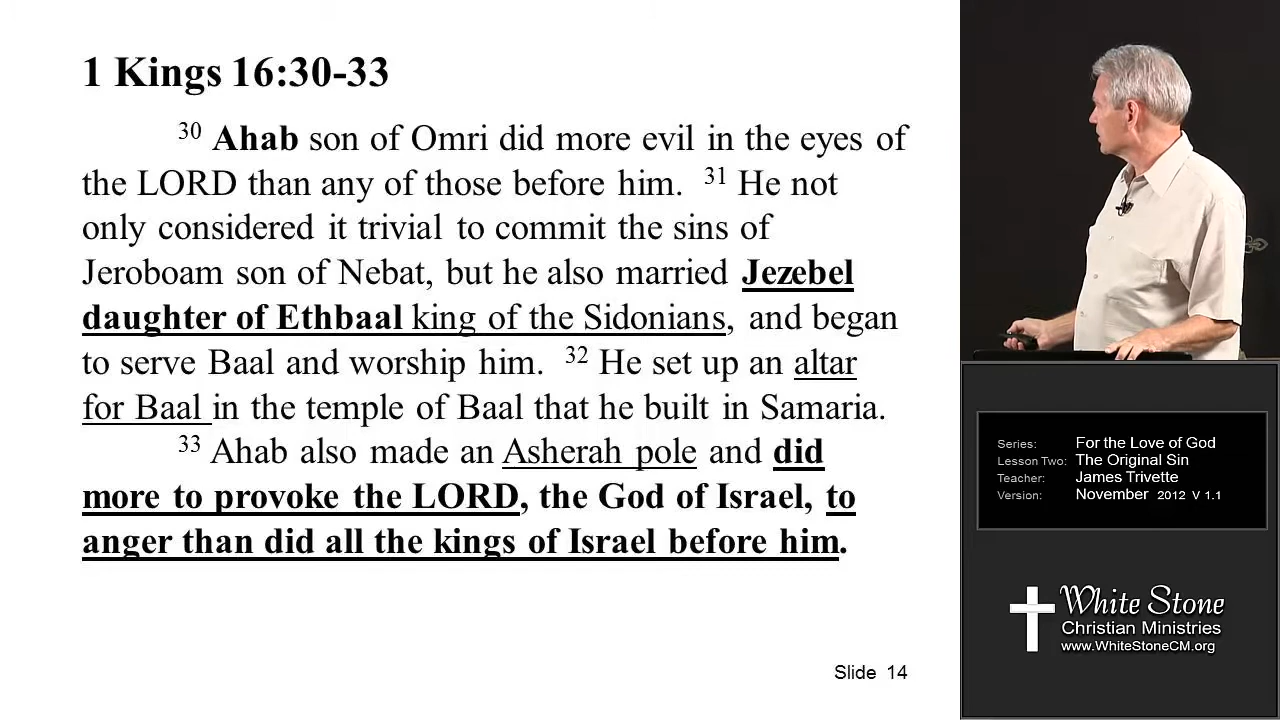 1 Kings 16:30-33
30 Ahab son of Omri did more evil in the eyes of
the LORD than any of those before him. 31 He not
only considered it trivial to commit the sins of
Jeroboam son of Nebat, but he also married Jezebel
daughter of Ethbaal king of the Sidonians, and began
to serve Baal and worship him. 32 He set up an altar
for Baal in the temple of Baal that he built in Samaria.
33 Ahab also made an Asherah pole and did
more to provoke the LORD, the God of Israel, to
anger than did all the kings of Israel before him.
Slide 14
Series: For the Love of God
Lesson Two: The Original Sin
Teacher: James Trivette
Version: November 2012 V 1.1
White Stone
Christian Ministries
www.WhiteStoneCM.org